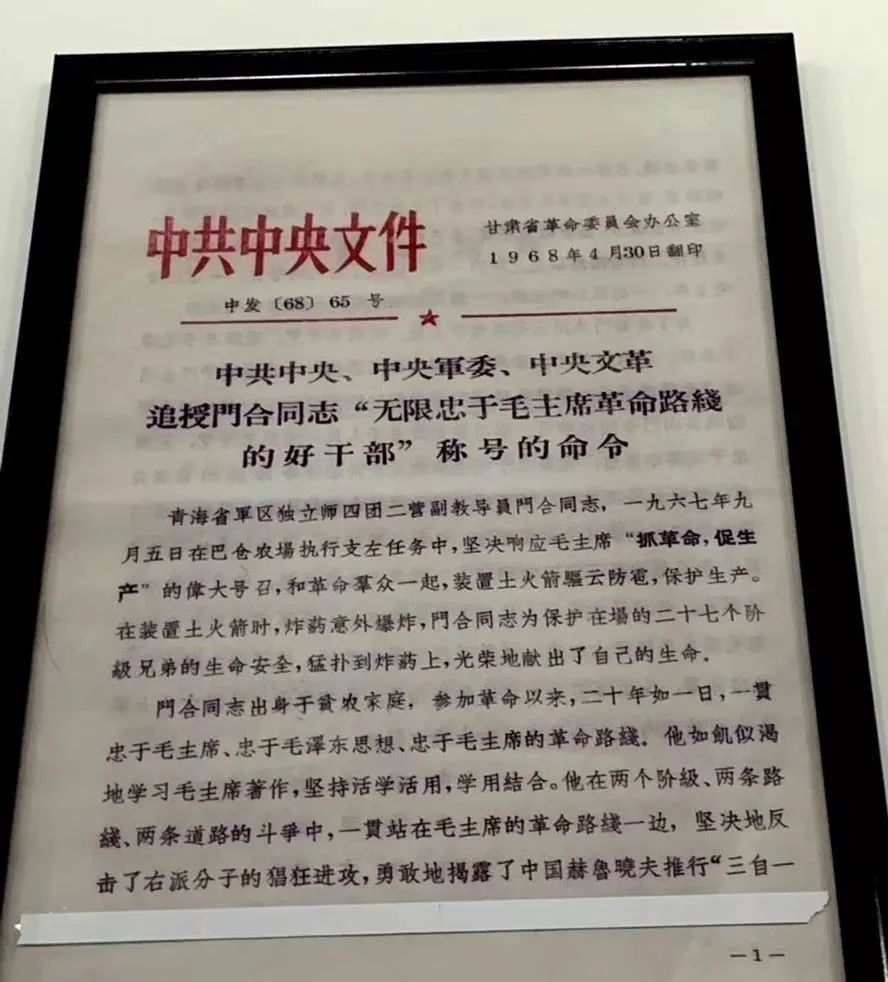 中共中央文件
甘肃省革命委員会办公室
1968年4月30日翻印
中发〔68〕65号
中共中央、中央軍委、中央文革
追授門合同志“无限忠于毛主席革命路綫
的好干部”称号的命令
青海省軍区独立师四团二营副教导員門合同志，一九六七年九
月五日在巴仓农場执行支左任务中，坚决响应毛主席“抓革命，促生
产”的偉大号召，和革命羣众一起，装置土火箭驅云防雹，保护生产。
在装置土火箭时，炸葯意外爆炸，門合同志为保护在場的二十七个阶
級兄弟的生命安全，猛扑到炸葯上，光荣地献出了自己的生命。
門合同志出身于貧农家庭，参加革命以来，二十年如一日，一貫
忠于毛主席、忠于毛澤东思想、忠于毛主席的革命路綫．他如飢似渴
地学习毛主席著作，坚持活学活用，学用結合。他在两个阶級、两条路
綫、两条道路的斗爭中，一貫站在毛主席的革命路綫一边，坚决地反
击了右派分子的猖狂进攻，勇敢地揭露了中国赫魯曉夫推行“三自一
—1—